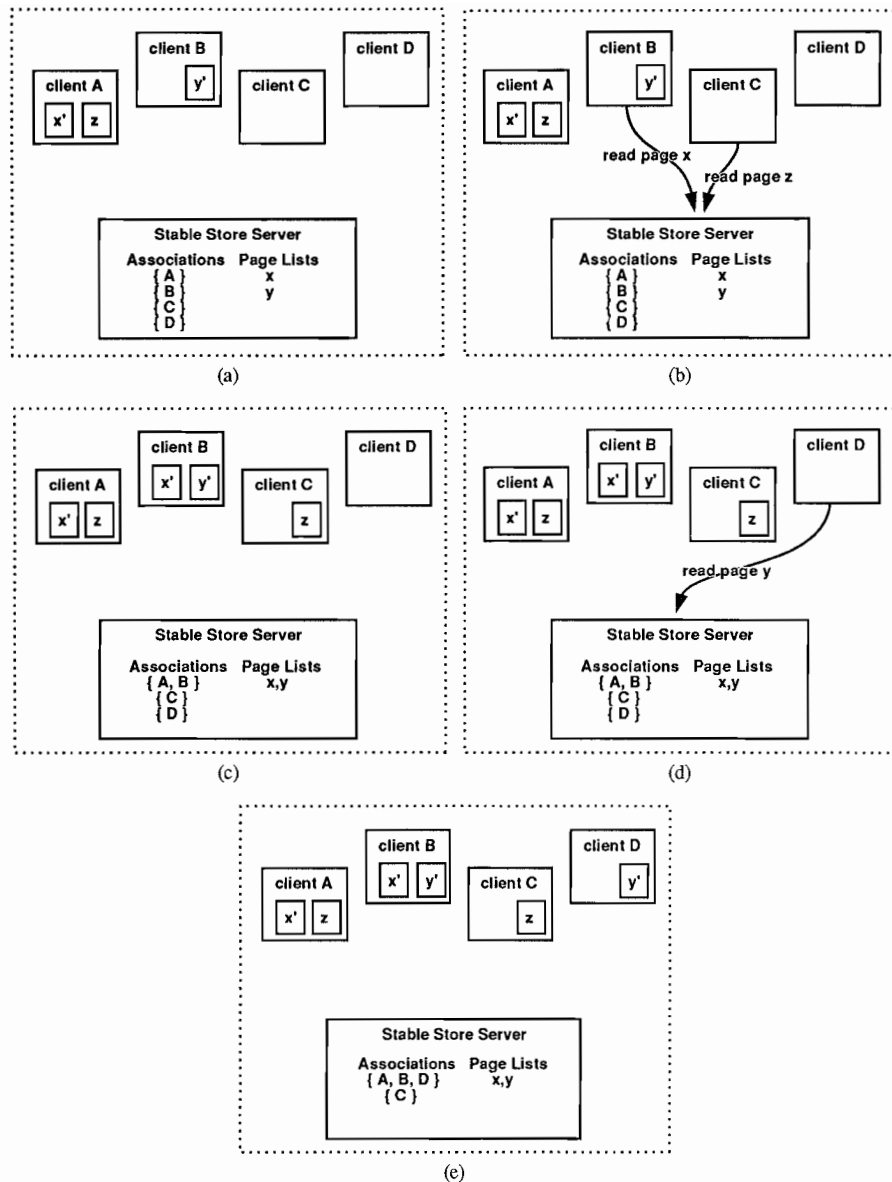 client A
x' z
client B
y'
client C
client D
Stable Store Server
Associations Page Lists
{ A } x
{ B } y
{ C }
{ D }
(a)
client A
x' z
client B
y'
client C
client D
read page x
read page z
Stable Store Server
Associations Page Lists
{ A } x
{ B } y
{ C }
{ D }
(b)
client A
x' z
client B
x' y'
client C
z
client D
Stable Store Server
Associations Page Lists
{ A, B } x,y
{ C }
{ D }
(c)
client A
x' z
client B
x' y'
client C
z
client D
read page y
Stable Store Server
Associations Page Lists
{ A, B } x,y
{ C }
{ D }
(d)
client A
x' z
client B
x' y'
client C
z
client D
y'
Stable Store Server
Associations Page Lists
{ A, B, D } x,y
{ C }
(e)